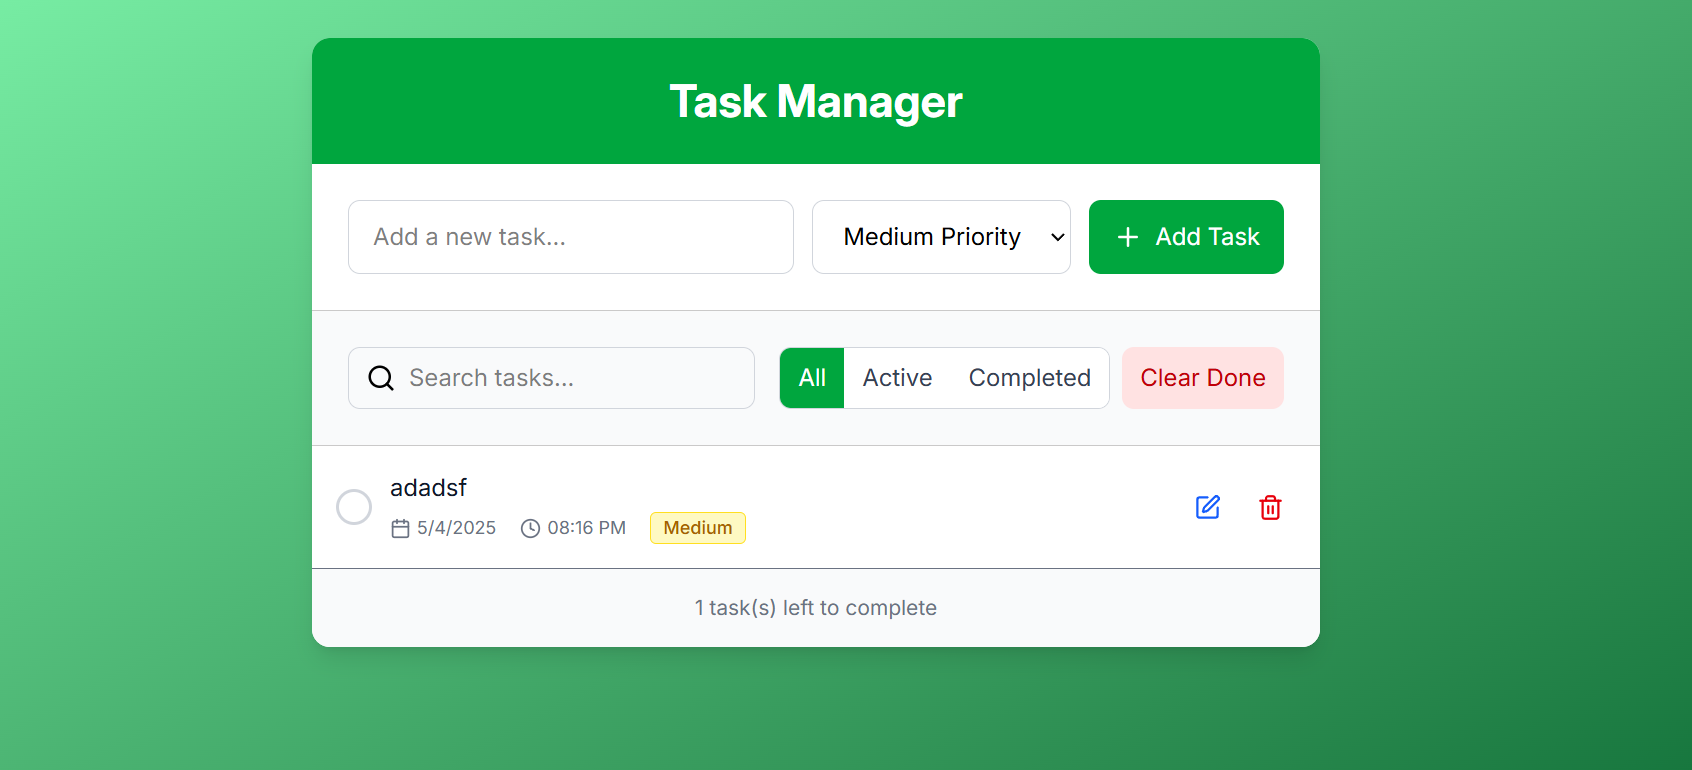 Task Manager
Add a new task...
Medium Priority
Add Task
Search tasks...
All
Active
Completed
Clear Done
adadsf
5/4/2025 08:16 PM Medium
1 task(s) left to complete